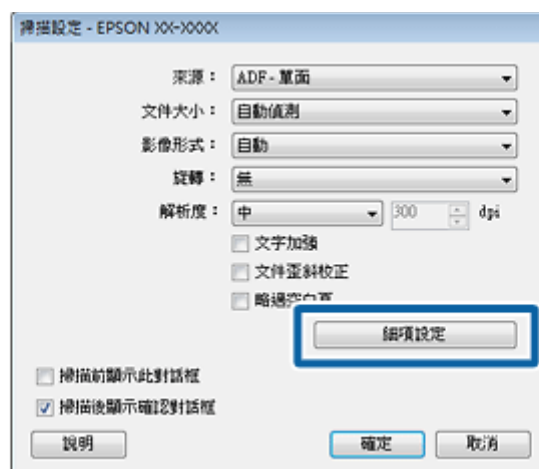 掃描設定 - EPSON XX-XXXX
來源： ADF - 單面
文件大小： 自動偵測
影像形式： 自動
旋轉： 無
解析度： 中 300 dpi
文字加強
文件歪斜校正
略過空白頁
細項設定
掃描前顯示此對話框
掃描後顯示確認對話框
說明 確定 取消